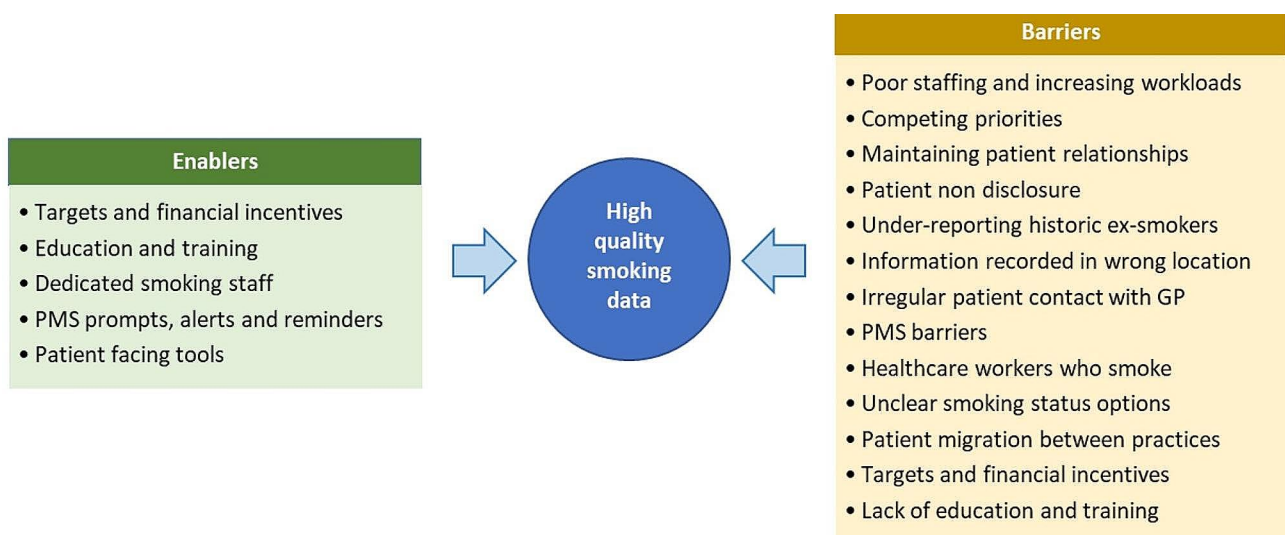 Enablers
• Targets and financial incentives
• Education and training
• Dedicated smoking staff
• PMS prompts, alerts and reminders
• Patient facing tools
High
quality
smoking
data
Barriers
• Poor staffing and increasing workloads
• Competing priorities
• Maintaining patient relationships
• Patient non disclosure
• Under-reporting historic ex-smokers
• Information recorded in wrong location
• Irregular patient contact with GP
• PMS barriers
• Healthcare workers who smoke
• Unclear smoking status options
• Patient migration between practices
• Targets and financial incentives
• Lack of education and training